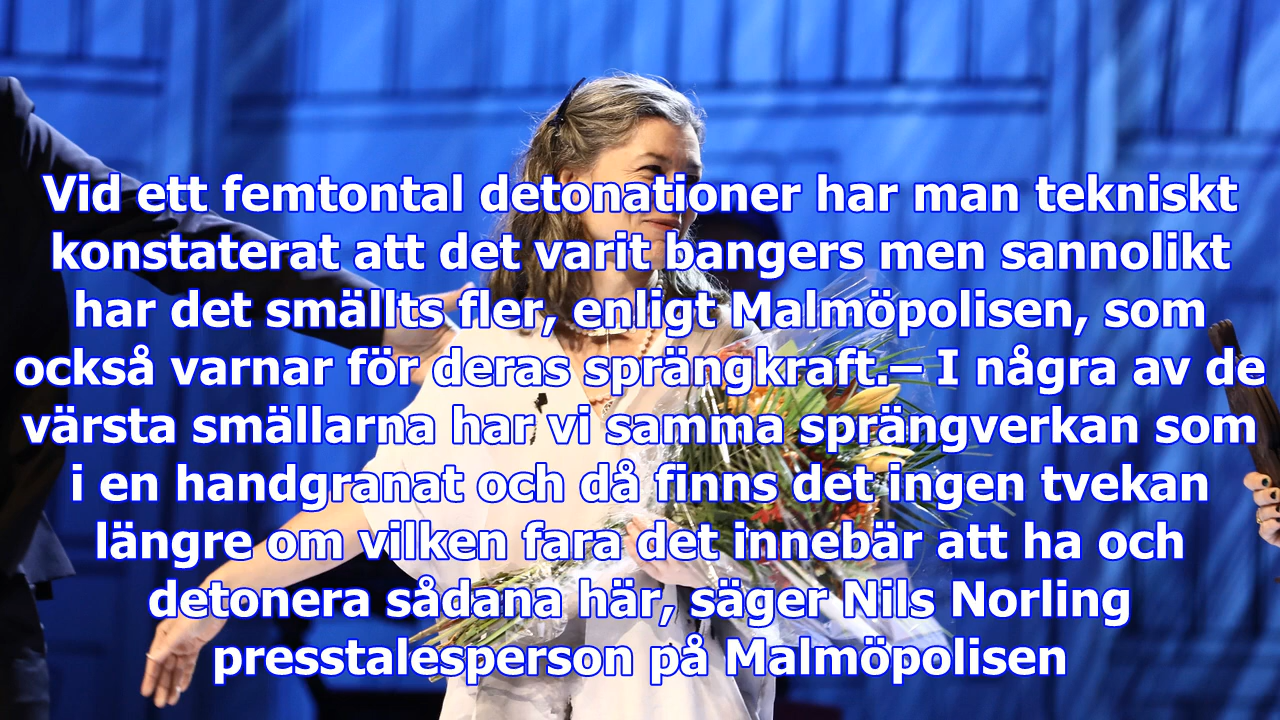 Vid ett femtontal detonationer har man tekniskt
konstaterat att det varit bangers men sannolikt
har det smällts fler, enligt Malmöpolisen, som
också varnar för deras sprängkraft.– I några av de
värsta smällarna har vi samma sprängverkan som
i en handgranat och då finns det ingen tvekan
längre om vilken fara det innebär att ha och
detonera sådana här, säger Nils Norling
presstalesperson på Malmöpolisen